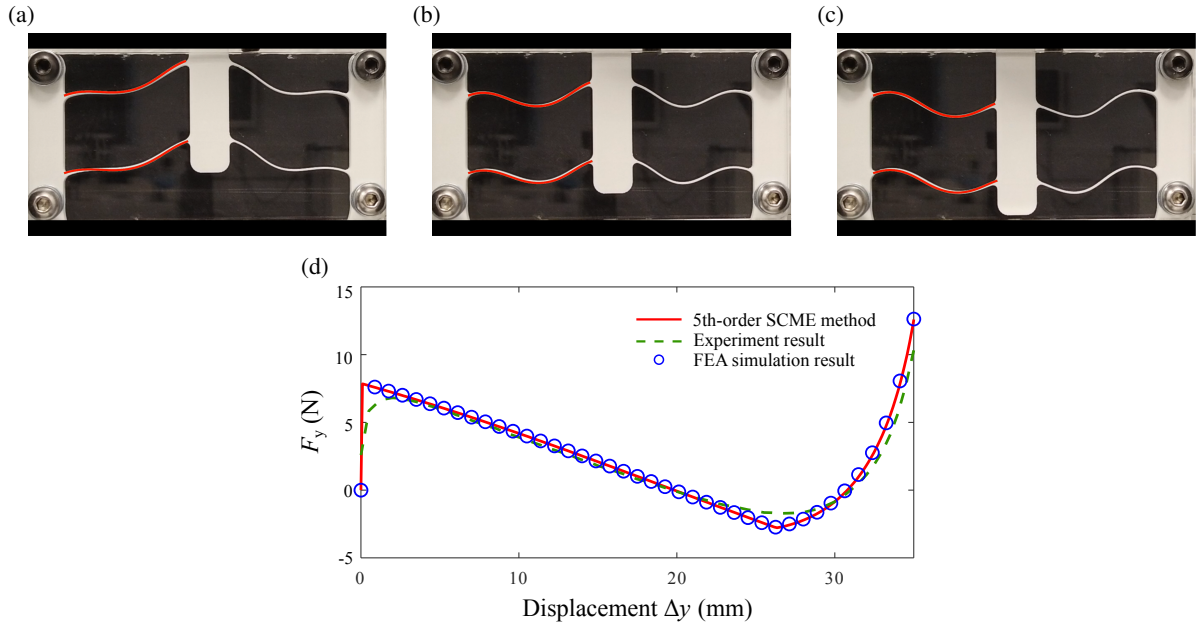 (a)
(b)
(c)
(d)
15
10
5
0
-5
F_y (N)
5th-order SCME method
Experiment result
FEA simulation result
0
10
20
30
Displacement Δy (mm)